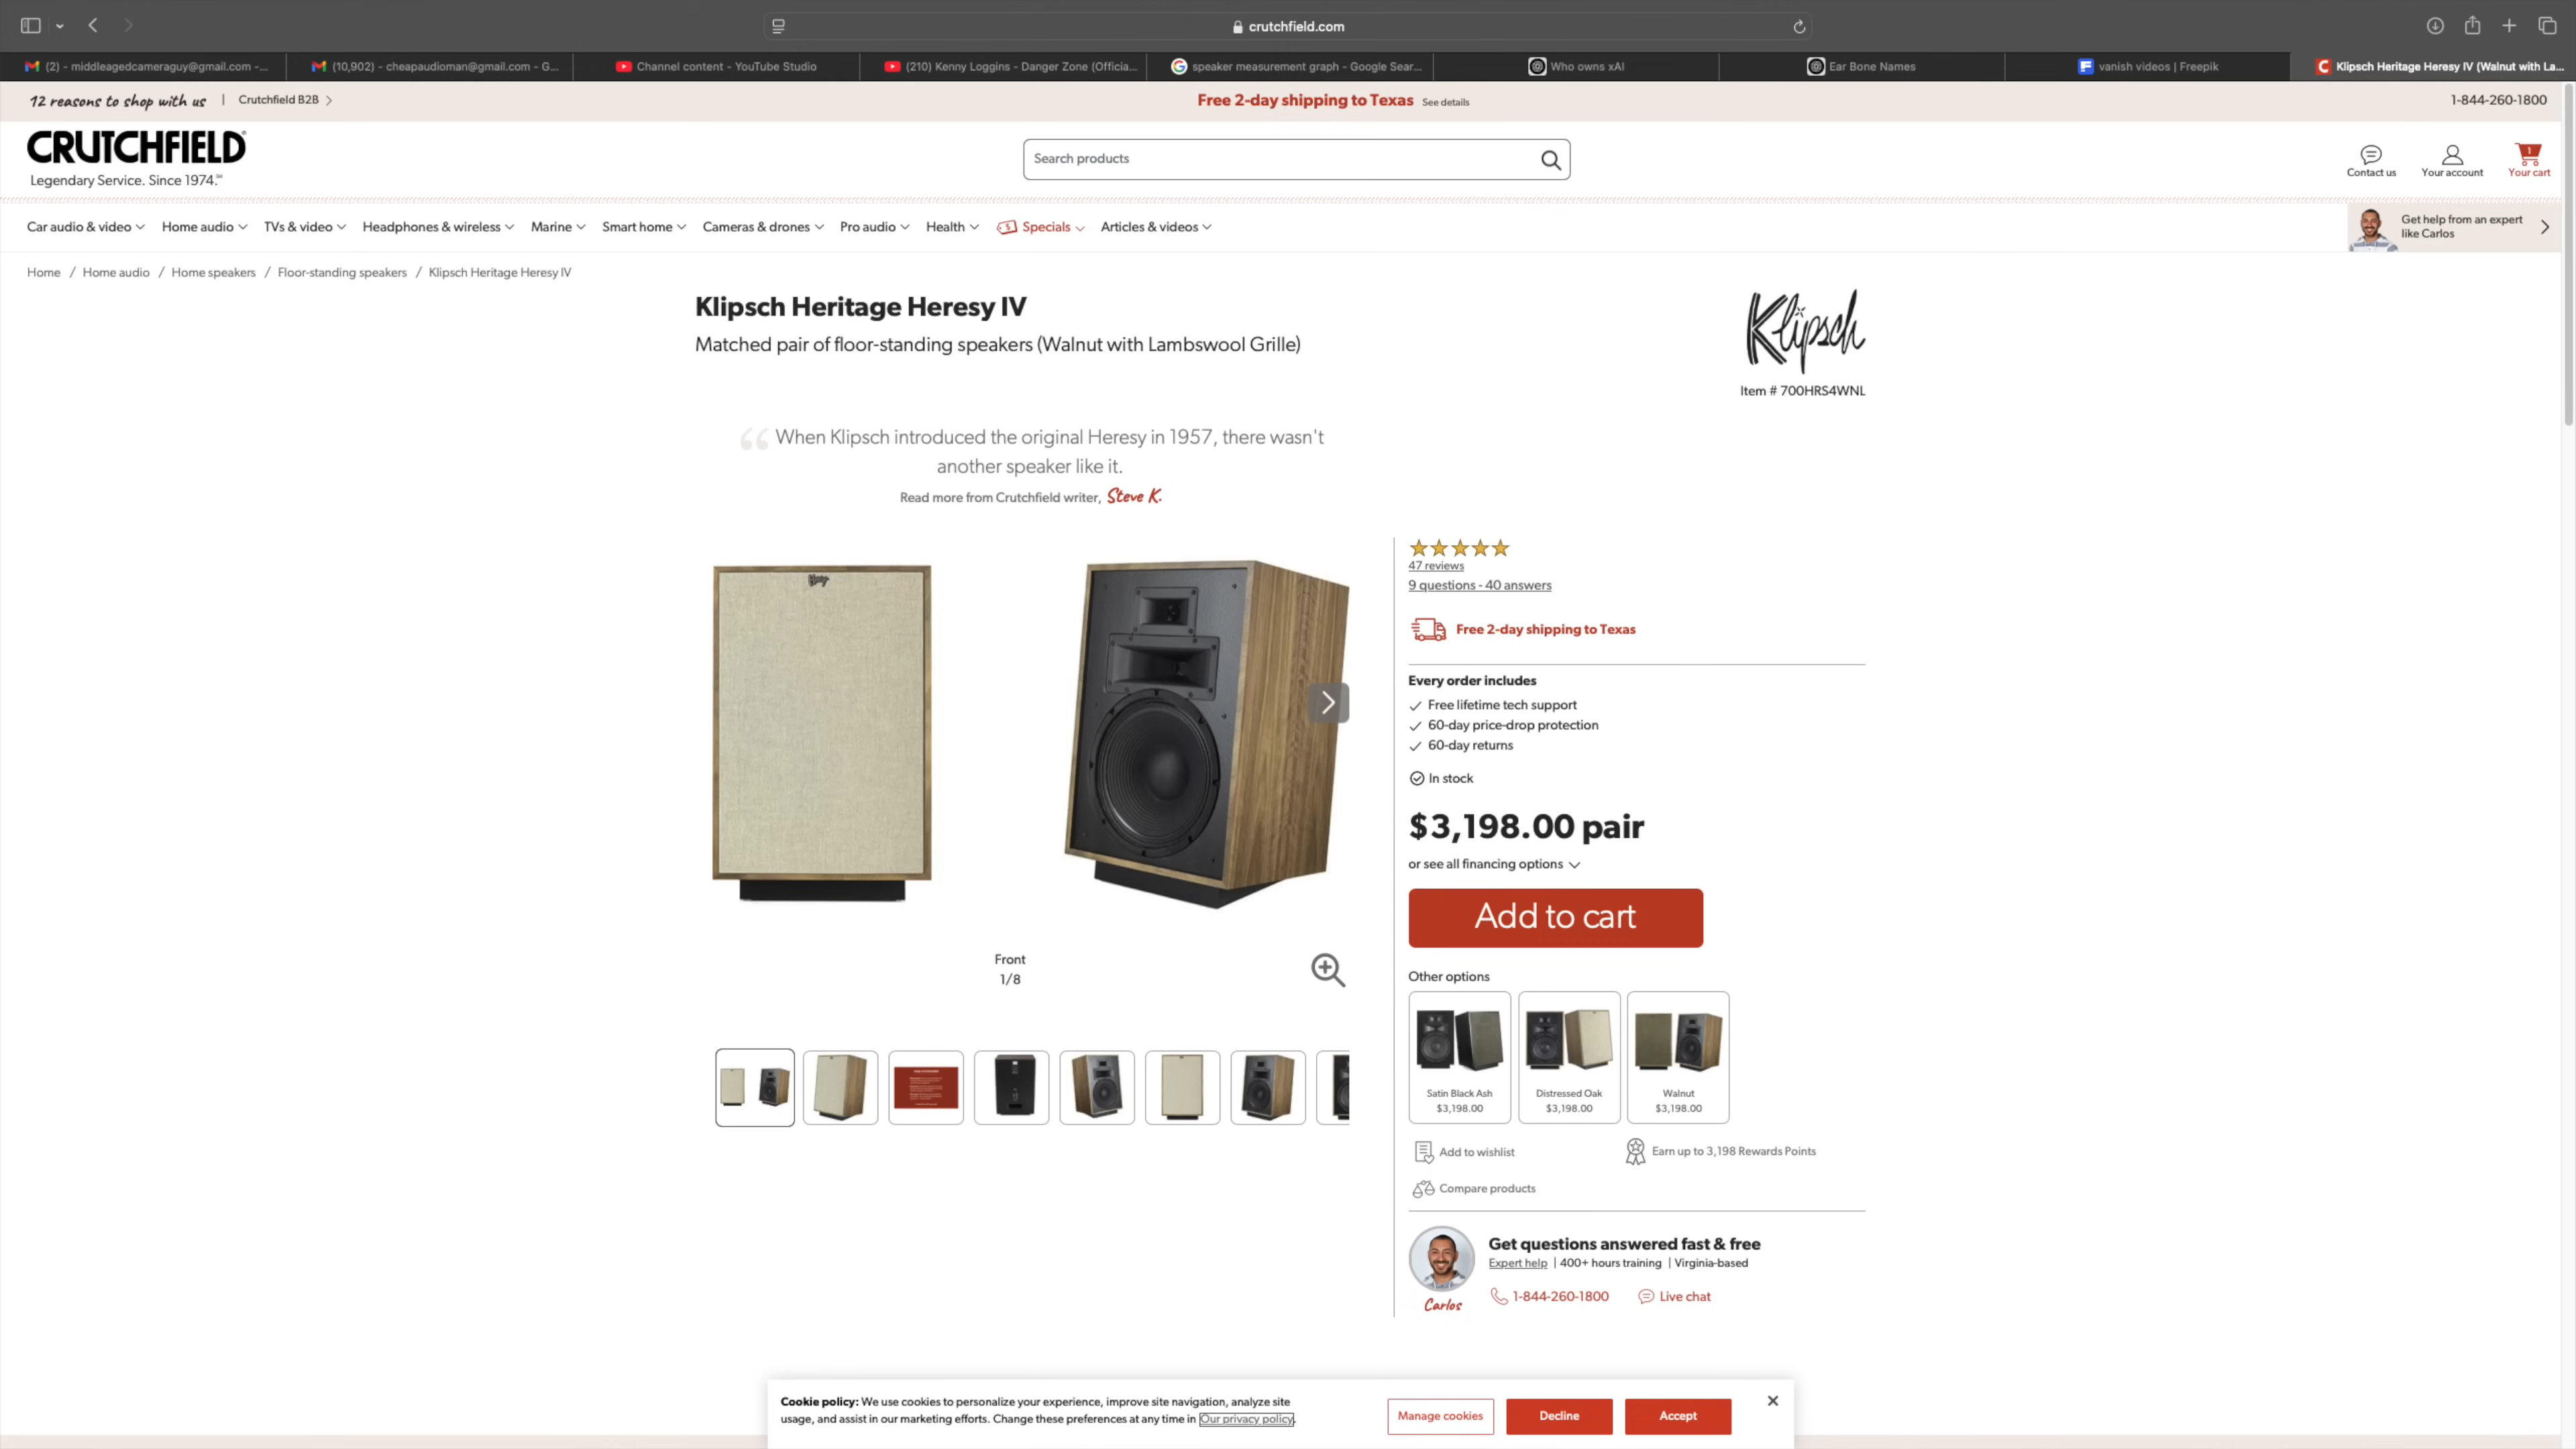 crutchfield.com
(2) - middleagedcameraguy@gmail.com -...
(10,902) - cheapaudioman@gmail.com - G...
Channel content - YouTube Studio
(210) Kenny Loggins - Danger Zone (Officia...
speaker measurement graph - Google Sear...
Who owns xAI
Ear Bone Names
vanish videos | Freepik
Klipsch Heritage Heresy IV (Walnut with La...
12 reasons to shop with us | Crutchfield B2B
Free 2-day shipping to Texas See details
1-844-260-1800
CRUTCHFIELD
Legendary Service. Since 1974.℠
Search products
Contact us
Your account
1
Your cart
Car audio & video
Home audio
TVs & video
Headphones & wireless
Marine
Smart home
Cameras & drones
Pro audio
Health
Specials
Articles & videos
Get help from an expert
like Carlos
Home / Home audio / Home speakers / Floor-standing speakers / Klipsch Heritage Heresy IV
Klipsch Heritage Heresy IV
Matched pair of floor-standing speakers (Walnut with Lambswool Grille)
Klipsch
Item # 700HRS4WNL
“ When Klipsch introduced the original Heresy in 1957, there wasn't
another speaker like it.
Read more from Crutchfield writer, Steve K.
47 reviews
9 questions - 40 answers
Free 2-day shipping to Texas
Every order includes
Free lifetime tech support
60-day price-drop protection
60-day returns
In stock
$3,198.00 pair
or see all financing options
Add to cart
Front
1/8
Other options
Satin Black Ash
$3,198.00
Distressed Oak
$3,198.00
Walnut
$3,198.00
Add to wishlist
Earn up to 3,198 Rewards Points
Compare products
Get questions answered fast & free
Expert help | 400+ hours training | Virginia-based
Carlos
1-844-260-1800
Live chat
Cookie policy: We use cookies to personalize your experience, improve site navigation, analyze site
usage, and assist in our marketing efforts. Change these preferences at any time in Our privacy policy.
Manage cookies
Decline
Accept